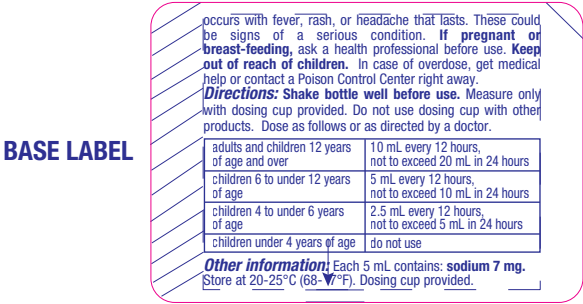 BASE LABEL
occurs with fever, rash, or headache that lasts. These could
be signs of a serious condition. If pregnant or
breast-feeding, ask a health professional before use. Keep
out of reach of children. In case of overdose, get medical
help or contact a Poison Control Center right away.
Directions: Shake bottle well before use. Measure only
with dosing cup provided. Do not use dosing cup with other
products. Dose as follows or as directed by a doctor.
adults and children 12 years of age and over
10 mL every 12 hours, not to exceed 20 mL in 24 hours
children 6 to under 12 years of age
5 mL every 12 hours, not to exceed 10 mL in 24 hours
children 4 to under 6 years of age
2.5 mL every 12 hours, not to exceed 5 mL in 24 hours
children under 4 years of age
do not use
Other information: Each 5 mL contains: sodium 7 mg.
Store at 20-25°C (68- 7°F). Dosing cup provided.